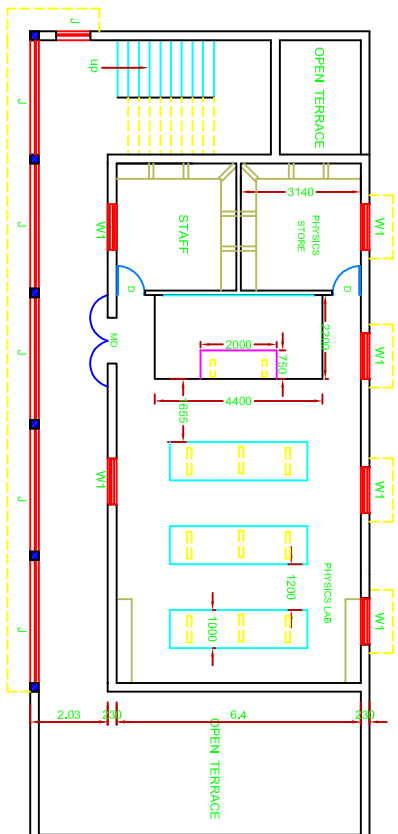 J
up
OPEN TERRACE
J
3140
W1
STAFF
PHYSICS
STORE
W1
J
D
D
MD
2200
2000
750
W1
J
4400
1655
W1
W1
J
1200
PHYSICS LAB
1000
W1
J
2.03
230
6.4
230
OPEN TERRACE